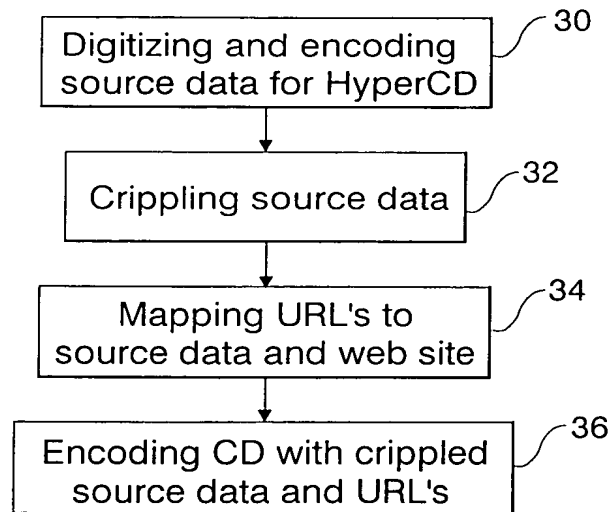 30
Digitizing and encoding
source data for HyperCD
32
Crippling source data
34
Mapping URL's to
source data and web site
36
Encoding CD with crippled
source data and URL's